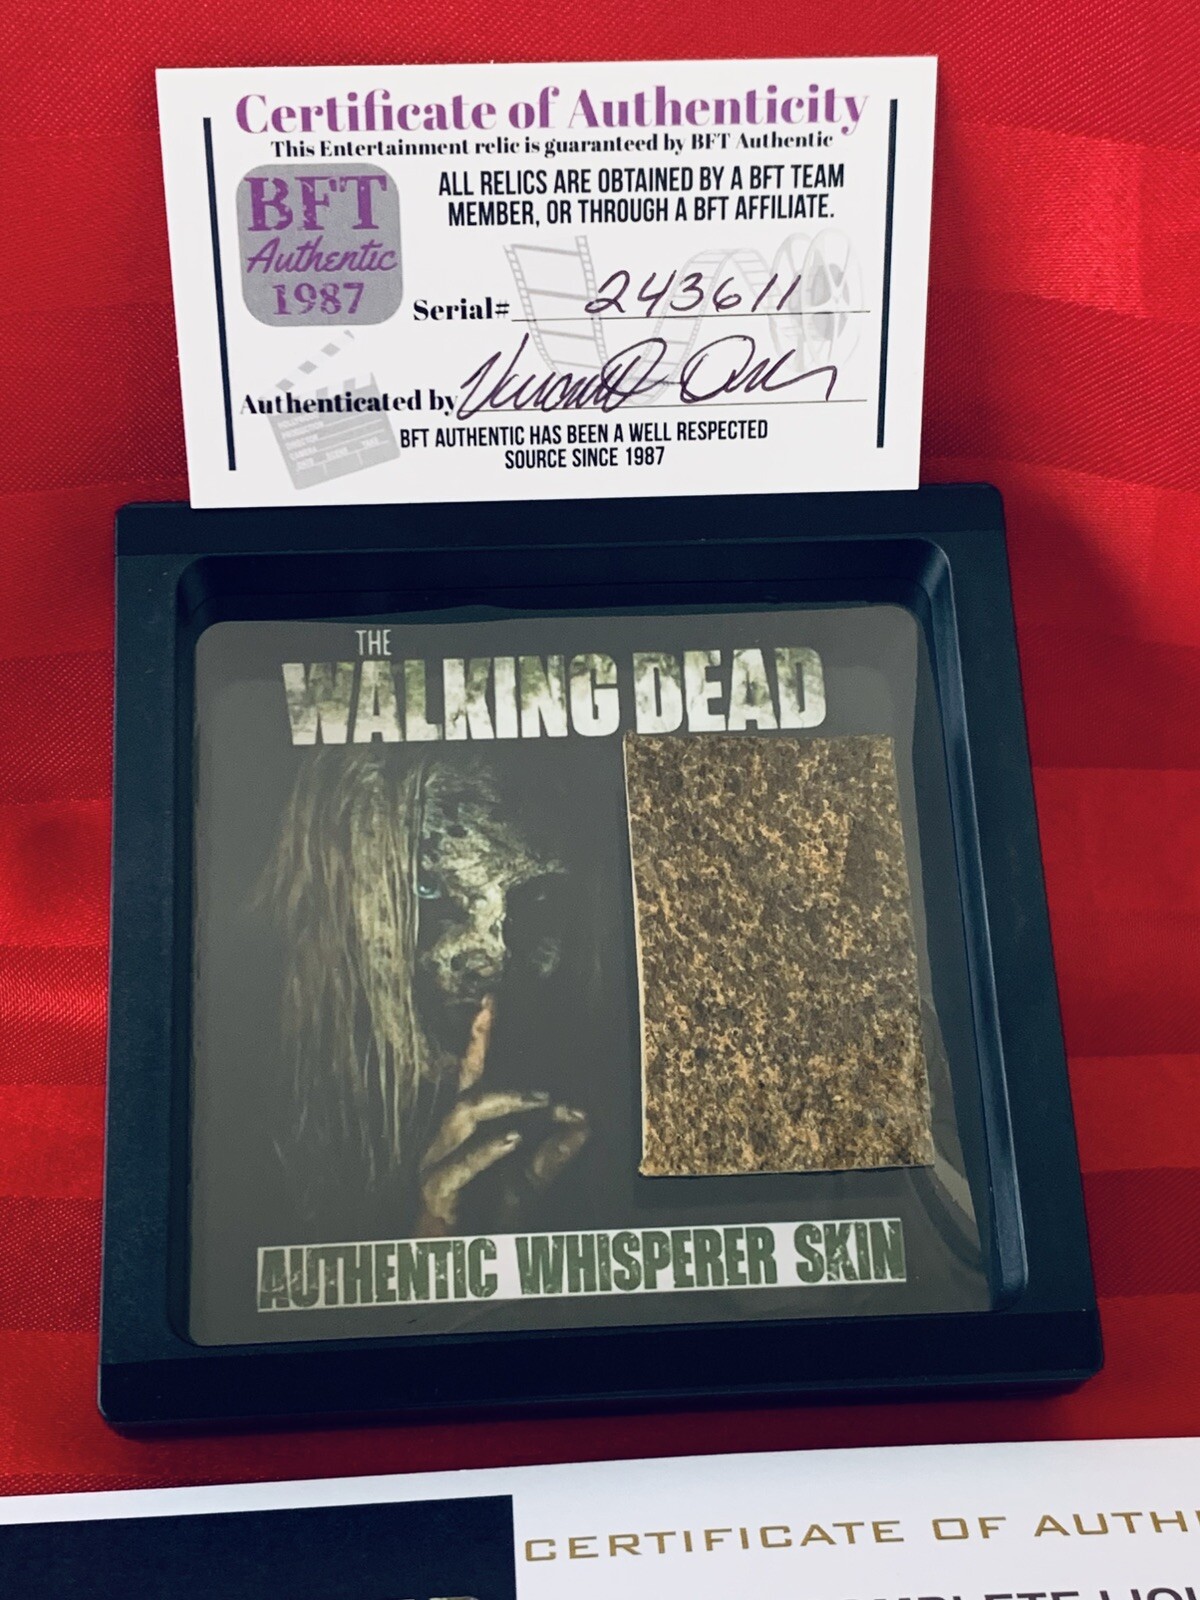 Certificate of Authenticity
This Entertainment relic is guaranteed by BFT Authentic
BFT
Authentic
1987
ALL RELICS ARE OBTAINED BY A BFT TEAM
MEMBER, OR THROUGH A BFT AFFILIATE.
Serial# 243611
Authenticated by
BFT AUTHENTIC HAS BEEN A WELL RESPECTED
SOURCE SINCE 1987
THE
WALKING DEAD
AUTHENTIC WHISPERER SKIN
CERTIFICATE OF AUTH